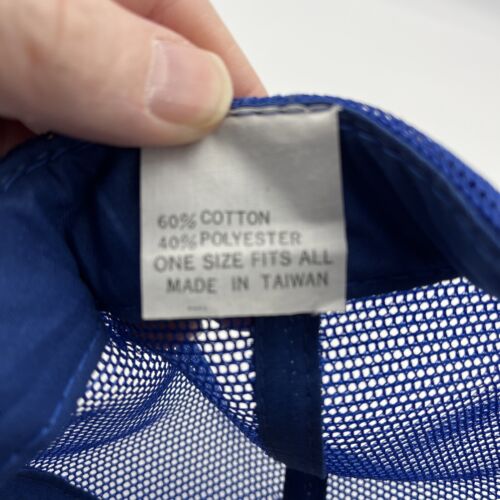 60% COTTON
40% POLYESTER
ONE SIZE FITS ALL
MADE IN TAIWAN